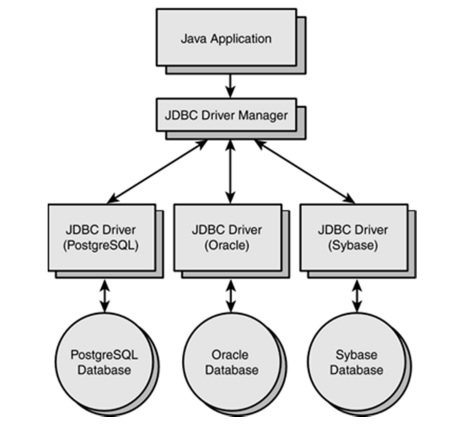 Java Application
JDBC Driver Manager
JDBC Driver
(PostgreSQL)
JDBC Driver
(Oracle)
JDBC Driver
(Sybase)
PostgreSQL
Database
Oracle
Database
Sybase
Database